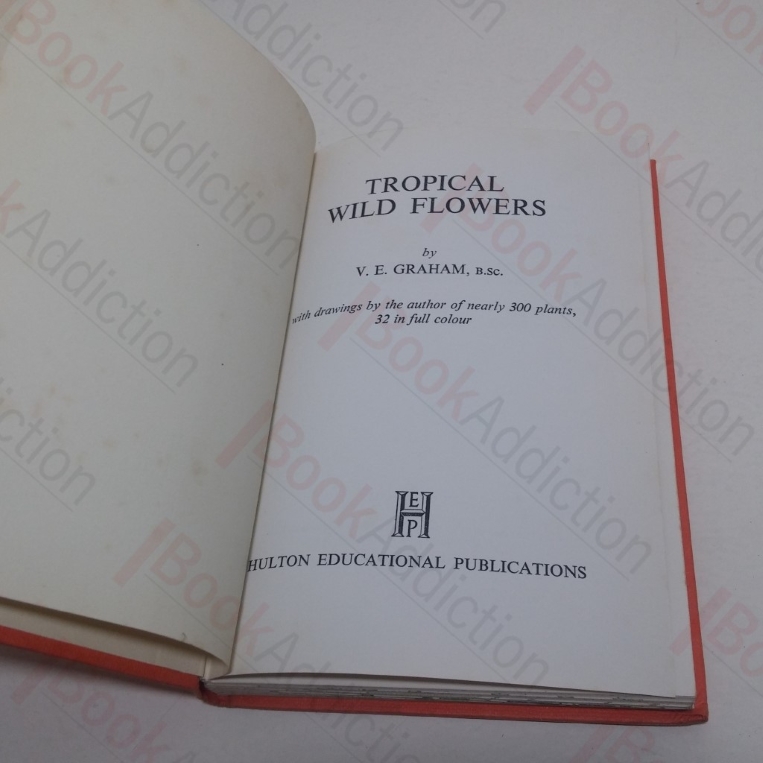 TROPICAL
WILD FLOWERS
by
V. E. GRAHAM, B.Sc.
with drawings by the author of nearly 300 plants,
32 in full colour
H E P
HULTON EDUCATIONAL PUBLICATIONS
BookAddiction